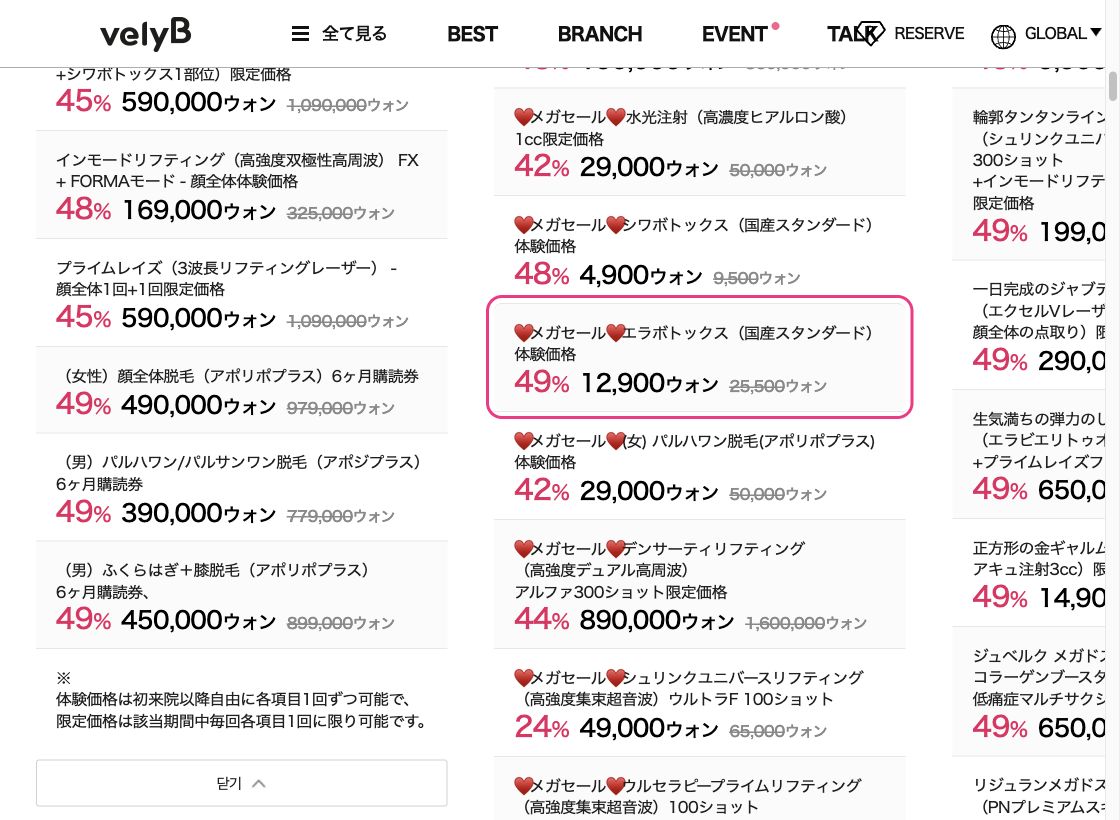 velyB
全て見る
BEST
BRANCH
EVENT
TALK
RESERVE
GLOBAL
+シワボトックス1部位）限定価格
45% 590,000ウォン 1,090,000ウォン
インモードリフティング（高強度双極性高周波） FX
+ FORMAモード - 顔全体体験価格
48% 169,000ウォン 325,000ウォン
プライムレイズ（3波長リフティングレーザー） -
顔全体1回+1回限定価格
45% 590,000ウォン 1,090,000ウォン
（女性）顔全体脱毛（アポリポプラス）6ヶ月購読券
49% 490,000ウォン 979,000ウォン
（男）パルハワン/パルサンワン脱毛（アポジプラス）
6ヶ月購読券
49% 390,000ウォン 779,000ウォン
（男）ふくらはぎ＋膝脱毛（アポリポプラス）
6ヶ月購読券、
49% 450,000ウォン 899,000ウォン
※
体験価格は初来院以降自由に各項目1回ずつ可能で、
限定価格は該当期間中毎回各項目1回に限り可能です。
닫기
❤メガセール❤水光注射（高濃度ヒアルロン酸）
1cc限定価格
42% 29,000ウォン 50,000ウォン
❤メガセール❤シワボトックス（国産スタンダード）
体験価格
48% 4,900ウォン 9,500ウォン
❤メガセール❤エラボトックス（国産スタンダード）
体験価格
49% 12,900ウォン 25,500ウォン
❤メガセール❤(女) パルハワン脱毛(アポリポプラス)
体験価格
42% 29,000ウォン 50,000ウォン
❤メガセール❤デンサーティリフティング
（高強度デュアル高周波）
アルファ300ショット限定価格
44% 890,000ウォン 1,600,000ウォン
❤メガセール❤シュリンクユニバースリフティング
（高強度集束超音波）ウルトラF 100ショット
24% 49,000ウォン 65,000ウォン
❤メガセール❤ウルセラピープライムリフティング
（高強度集束超音波）100ショット
輪郭タンタンライン
（シュリンクユニバ
300ショット
+インモードリフテ
限定価格
49% 199,0
一日完成のジャブテ
（エクセルVレーザ
顔全体の点取り）限
49% 290,0
生気満ちの弾力のし
（エラビエリトゥオ
+プライムレイズフ
49% 650,0
正方形の金ギャルム
アキュ注射3cc）限
49% 14,90
ジュベルク メガドス
コラーゲンブースタ
低痛症マルチサクシ
49% 650,0
リジュランメガドス
（PNプレミアムスキ